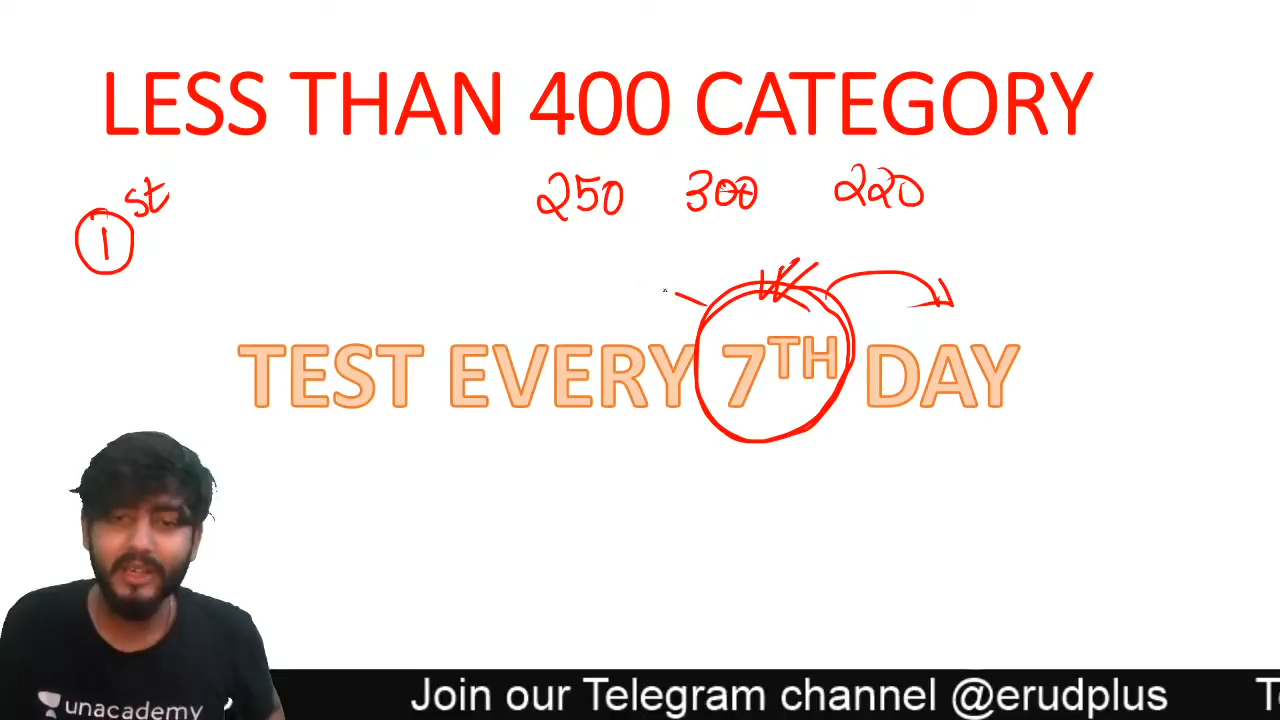 LESS THAN 400 CATEGORY
1st
250 300 220
TEST EVERY 7TH DAY
unacademy
Join our Telegram channel @erudplus